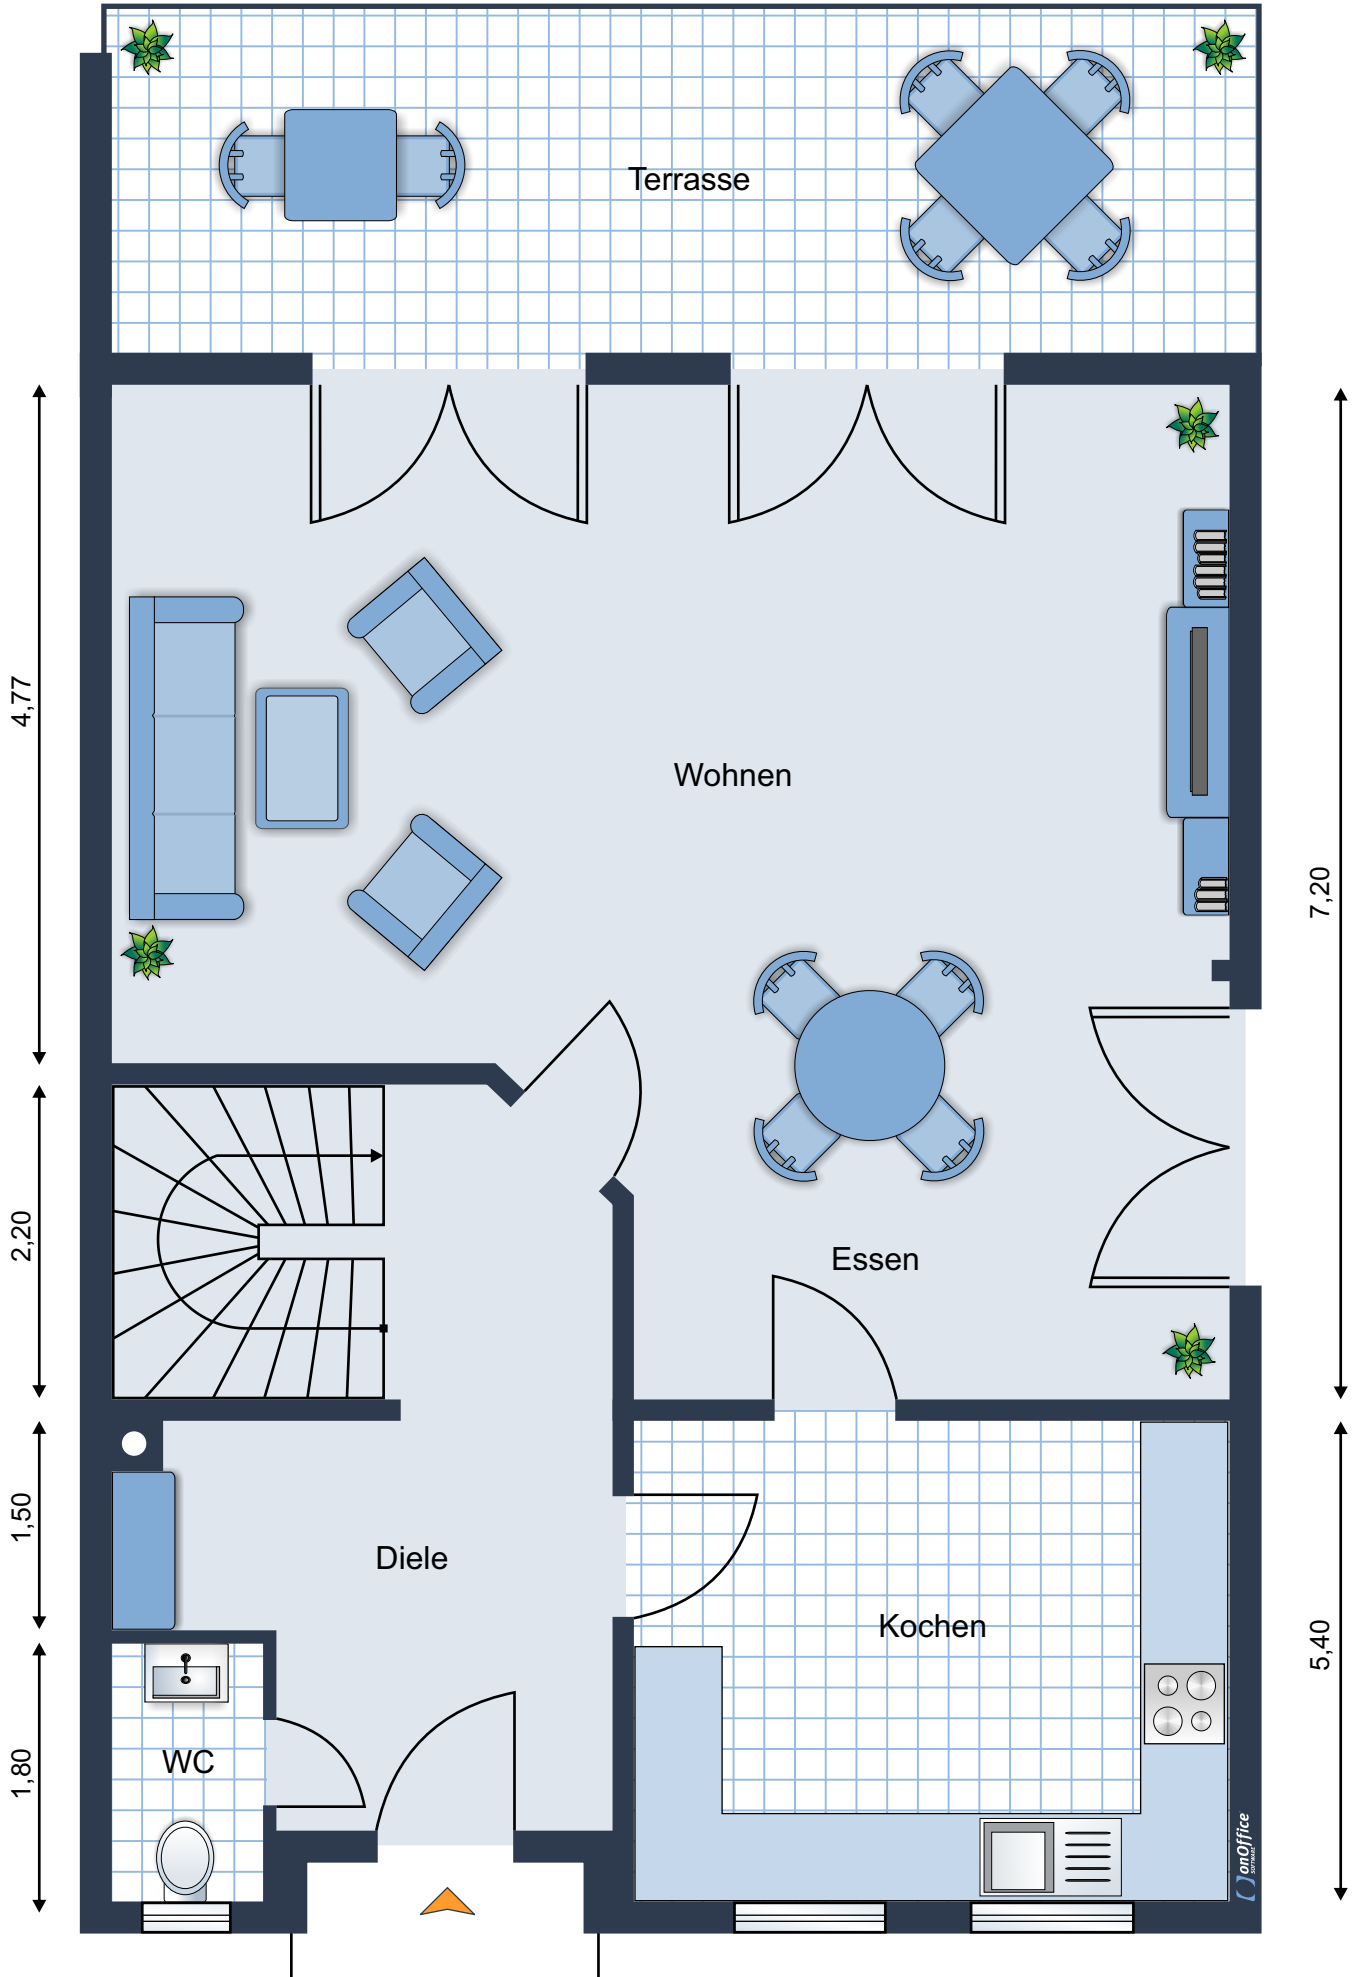 Terrasse
4,77
Wohnen
7,20
2,20
Essen
1,50
Diele
Kochen
5,40
WC
1,80
onOffice
SOFTWARE